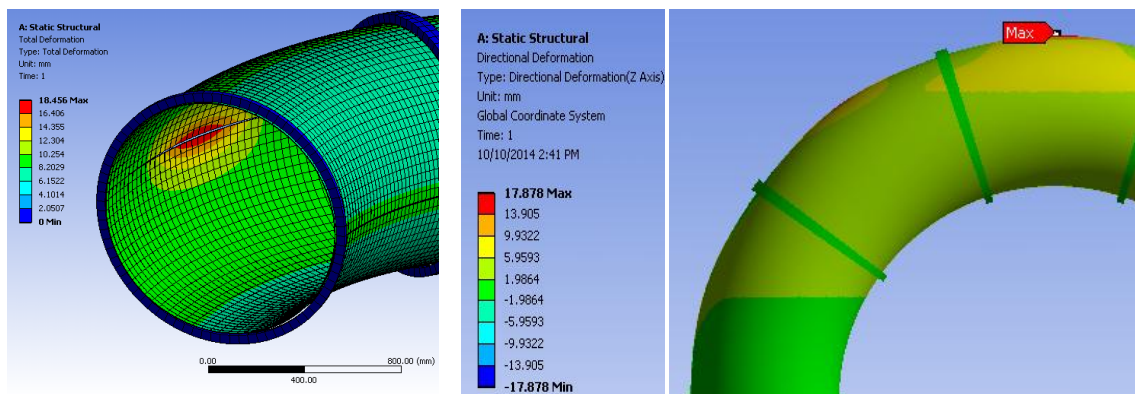 A: Static Structural
Total Deformation
Type: Total Deformation
Unit: mm
Time: 1
18.456 Max
16.406
14.355
12.304
10.254
8.2029
6.1522
4.1014
2.0507
0 Min
0.00
800.00 (mm)
400.00
A: Static Structural
Directional Deformation
Type: Directional Deformation(Z Axis)
Unit: mm
Global Coordinate System
Time: 1
10/10/2014 2:41 PM
17.878 Max
13.905
9.9322
5.9593
1.9864
-1.9864
-5.9593
-9.9322
-13.905
-17.878 Min
Max